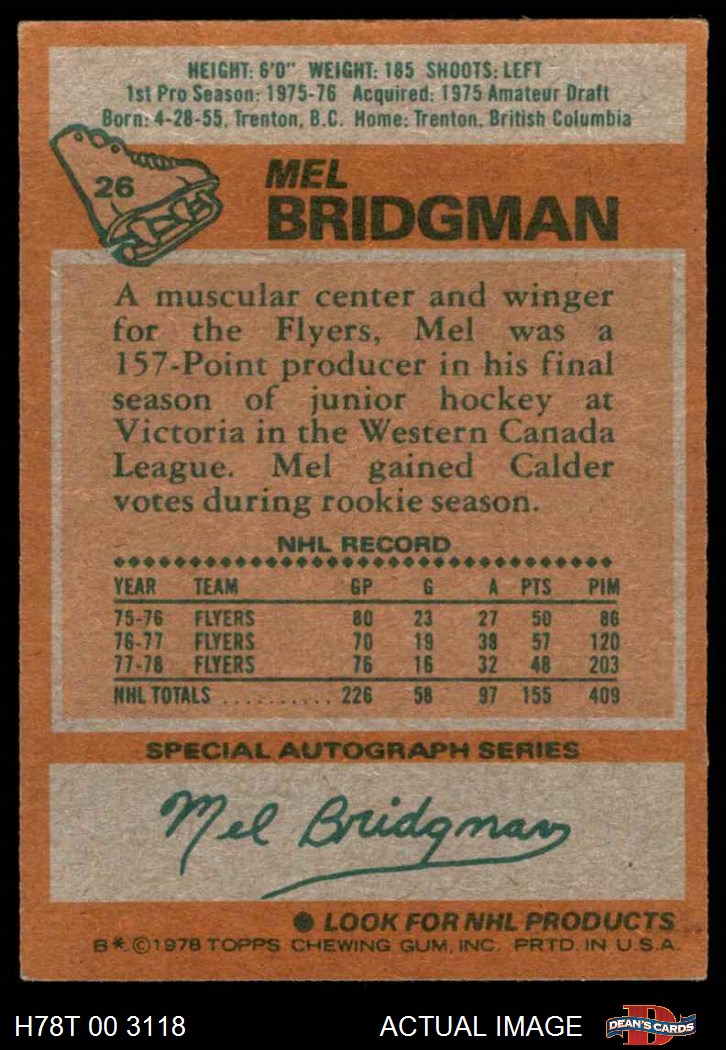 HEIGHT: 6'0" WEIGHT: 185 SHOOTS: LEFT
1st Pro Season: 1975-76 Acquired: 1975 Amateur Draft
Born: 4-28-55, Trenton, B.C. Home: Trenton, British Columbia
26
MEL
BRIDGMAN
A muscular center and winger
for the Flyers, Mel was a
157-Point producer in his final
season of junior hockey at
Victoria in the Western Canada
League. Mel gained Calder
votes during rookie season.
NHL RECORD
YEAR TEAM GP G A PTS PIM
75-76 FLYERS 80 23 27 50 86
76-77 FLYERS 70 19 38 57 120
77-78 FLYERS 76 16 32 48 203
NHL TOTALS .......... 226 58 97 155 409
SPECIAL AUTOGRAPH SERIES
Mel Bridgman
● LOOK FOR NHL PRODUCTS
B* ©1978 TOPPS CHEWING GUM, INC. PRTD. IN U.S.A.
H78T 00 3118 ACTUAL IMAGE D DEAN'S CARDS